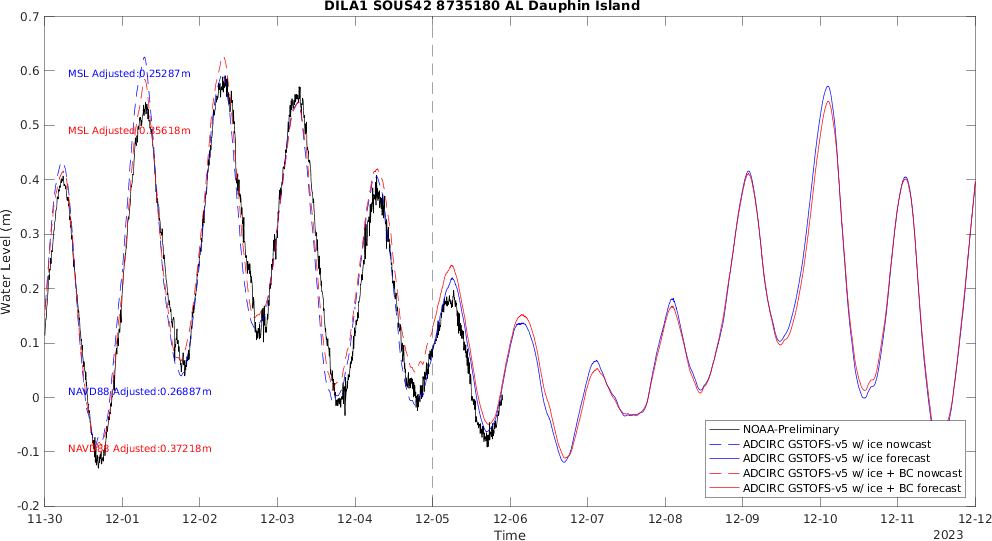 DILA1 SOUS42 8735180 AL Dauphin Island
0.7
0.6
0.5
0.4
0.3
0.2
0.1
0
-0.1
-0.2
Water Level (m)
MSL Adjusted:0.25287m
MSL Adjusted:0.35618m
NAVD88 Adjusted:0.26887m
NAVD88 Adjusted:0.37218m
NOAA-Preliminary
ADCIRC GSTOFS-v5 w/ ice nowcast
ADCIRC GSTOFS-v5 w/ ice forecast
ADCIRC GSTOFS-v5 w/ ice + BC nowcast
ADCIRC GSTOFS-v5 w/ ice + BC forecast
11-30 12-01 12-02 12-03 12-04 12-05 12-06 12-07 12-08 12-09 12-10 12-11 12-12
Time
2023